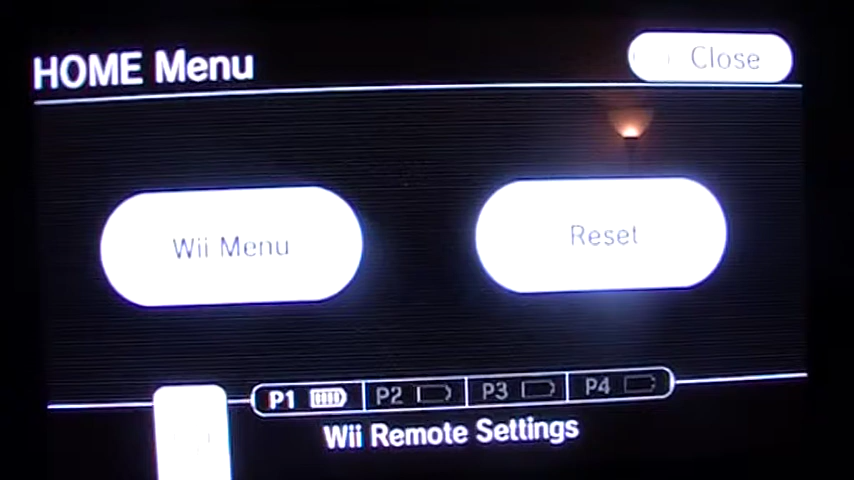 HOME Menu
Close
Wii Menu
Reset
P1 P2 P3 P4
Wii Remote Settings